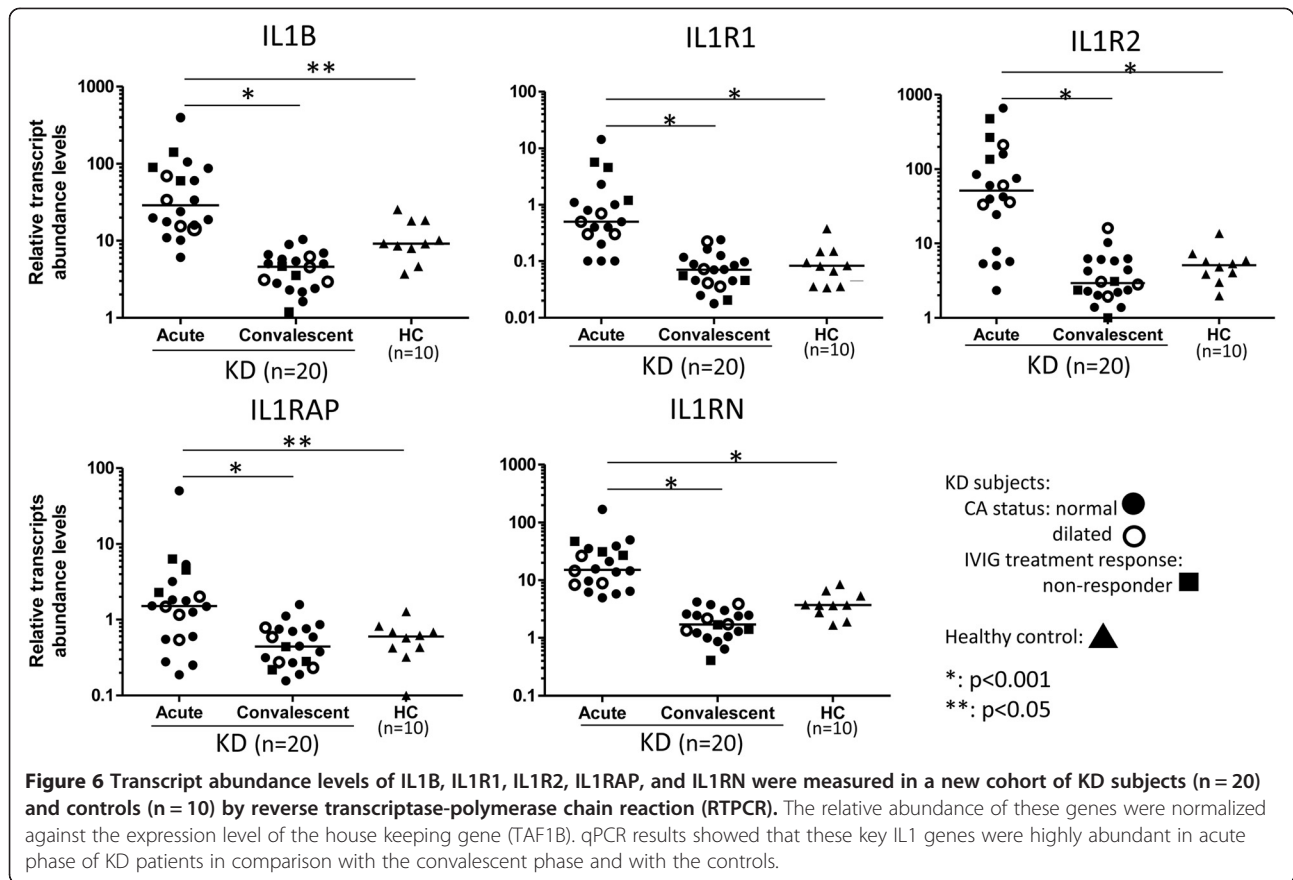 IL1B
**
*
1000
100
10
1
Relative transcript
abundance levels
Acute
Convalescent
HC
(n=10)
KD (n=20)
IL1R1
*
*
100
10
1
0.1
0.01
Acute
Convalescent
HC
(n=10)
KD (n=20)
IL1R2
*
*
1000
100
10
1
Acute
Convalescent
HC
(n=10)
KD (n=20)
IL1RAP
**
*
100
10
1
0.1
Relative transcripts
abundance levels
Acute
Convalescent
HC
(n=10)
KD (n=20)
IL1RN
*
*
1000
100
10
1
0.1
Acute
Convalescent
HC
(n=10)
KD (n=20)
KD subjects:
CA status: normal
dilated
IVIG treatment response:
non-responder
Healthy control:
*: p<0.001
**: p<0.05
Figure 6 Transcript abundance levels of IL1B, IL1R1, IL1R2, IL1RAP, and IL1RN were measured in a new cohort of KD subjects (n = 20)
and controls (n = 10) by reverse transcriptase-polymerase chain reaction (RTPCR). The relative abundance of these genes were normalized
against the expression level of the house keeping gene (TAF1B). qPCR results showed that these key IL1 genes were highly abundant in acute
phase of KD patients in comparison with the convalescent phase and with the controls.